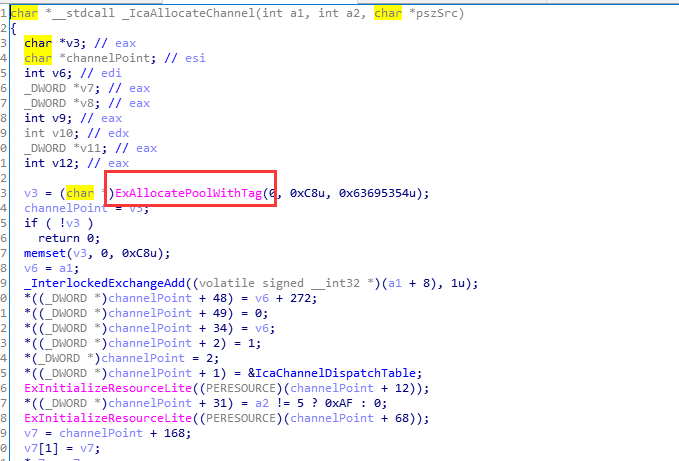 1 char *__stdcall _IcaAllocateChannel(int a1, int a2, char *pszSrc)
2 {
3 char *v3; // eax
4 char *channelPoint; // esi
5 int v6; // edi
6 _DWORD *v7; // eax
7 _DWORD *v8; // eax
8 int v9; // eax
9 int v10; // edx
0 _DWORD *v11; // eax
1 int v12; // eax
2
3 v3 = (char *)ExAllocatePoolWithTag(0, 0xC8u, 0x63695354u);
4 channelPoint = v3;
5 if ( !v3 )
6 return 0;
7 memset(v3, 0, 0xC8u);
8 v6 = a1;
9 _InterlockedExchangeAdd((volatile signed __int32 *)(a1 + 8), 1u);
0 *((_DWORD *)channelPoint + 48) = v6 + 272;
1 *((_DWORD *)channelPoint + 49) = 0;
2 *((_DWORD *)channelPoint + 34) = v6;
3 *((_DWORD *)channelPoint + 2) = 1;
4 *(_DWORD *)channelPoint = 2;
5 *((_DWORD *)channelPoint + 1) = &IcaChannelDispatchTable;
6 ExInitializeResourceLite((PERESOURCE)(channelPoint + 12));
7 *((_DWORD *)channelPoint + 31) = a2 != 5 ? 0xAF : 0;
8 ExInitializeResourceLite((PERESOURCE)(channelPoint + 68));
9 v7 = channelPoint + 168;
0 v7[1] = v7;